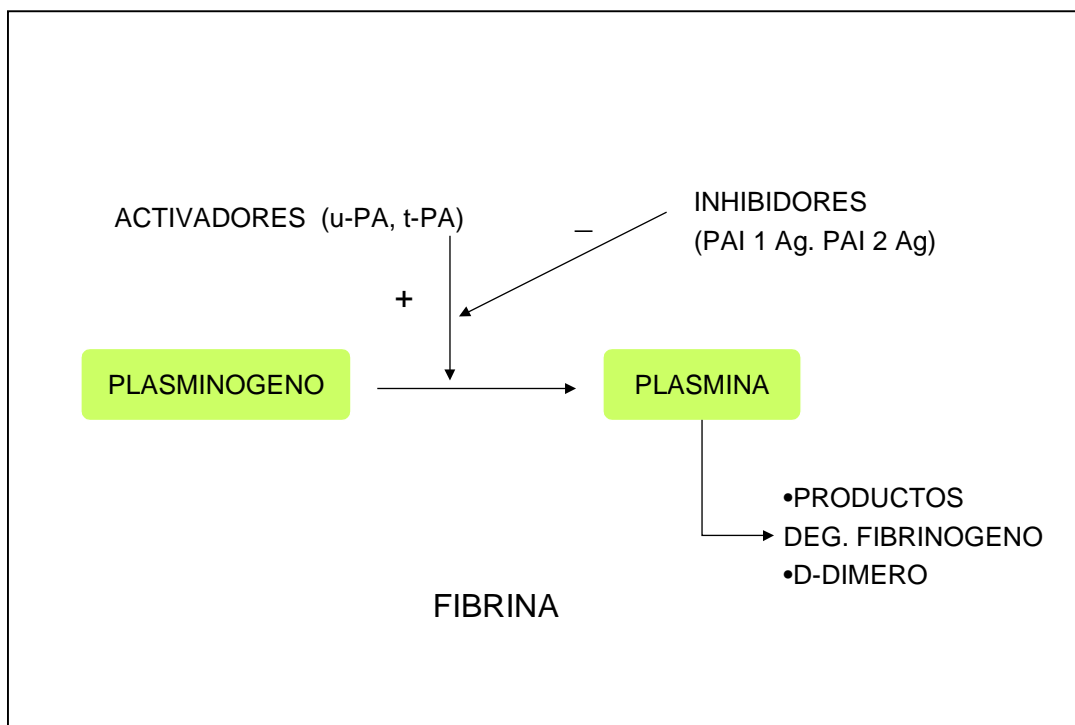 ACTIVADORES (u-PA, t-PA)
INHIBIDORES
(PAI 1 Ag. PAI 2 Ag)
–
+
PLASMINOGENO
PLASMINA
•PRODUCTOS
DEG. FIBRINOGENO
•D-DIMERO
FIBRINA